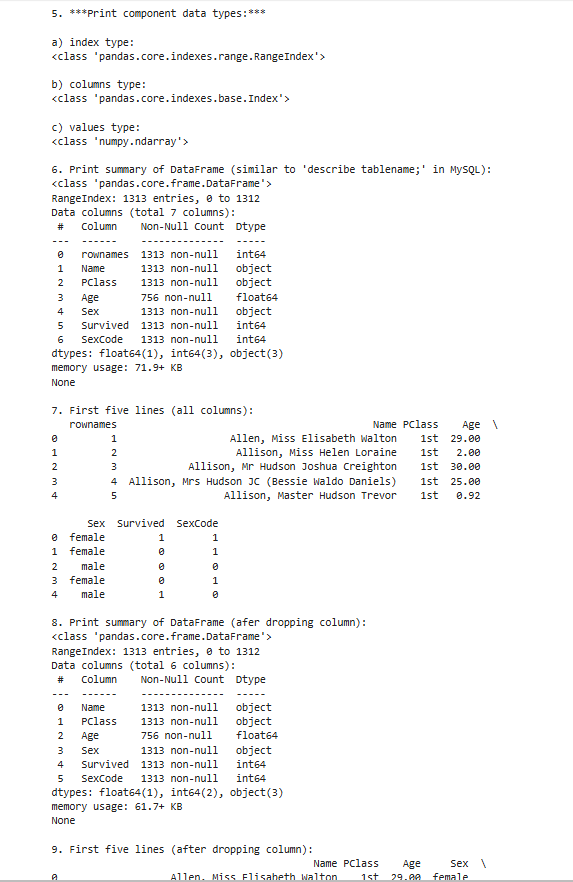 5. ***Print component data types:***
a) index type:
<class 'pandas.core.indexes.range.RangeIndex'>
b) columns type:
<class 'pandas.core.indexes.base.Index'>
c) values type:
<class 'numpy.ndarray'>
6. Print summary of DataFrame (similar to 'describe tablename;' in MySQL):
<class 'pandas.core.frame.DataFrame'>
RangeIndex: 1313 entries, 0 to 1312
Data columns (total 7 columns):
 #   Column    Non-Null Count  Dtype
---  ------    --------------  -----
 0   rownames  1313 non-null   int64
 1   Name      1313 non-null   object
 2   PClass    1313 non-null   object
 3   Age       756 non-null    float64
 4   Sex       1313 non-null   object
 5   Survived  1313 non-null   int64
 6   SexCode   1313 non-null   int64
dtypes: float64(1), int64(3), object(3)
memory usage: 71.9+ KB
None
7. First five lines (all columns):
   rownames                                           Name PClass    Age  \
0         1                   Allen, Miss Elisabeth Walton    1st  29.00
1         2                    Allison, Miss Helen Loraine    1st   2.00
2         3            Allison, Mr Hudson Joshua Creighton    1st  30.00
3         4  Allison, Mrs Hudson JC (Bessie Waldo Daniels)    1st  25.00
4         5                  Allison, Master Hudson Trevor    1st   0.92
      Sex  Survived  SexCode
0  female         1        1
1  female         0        1
2    male         0        0
3  female         0        1
4    male         1        0
8. Print summary of DataFrame (afer dropping column):
<class 'pandas.core.frame.DataFrame'>
RangeIndex: 1313 entries, 0 to 1312
Data columns (total 6 columns):
 #   Column    Non-Null Count  Dtype
---  ------    --------------  -----
 0   Name      1313 non-null   object
 1   PClass    1313 non-null   object
 2   Age       756 non-null    float64
 3   Sex       1313 non-null   object
 4   Survived  1313 non-null   int64
 5   SexCode   1313 non-null   int64
dtypes: float64(1), int64(2), object(3)
memory usage: 61.7+ KB
None
9. First five lines (after dropping column):
                                            Name PClass    Age     Sex  \
0                   Allen, Miss Elisabeth Walton    1st  29.00  female